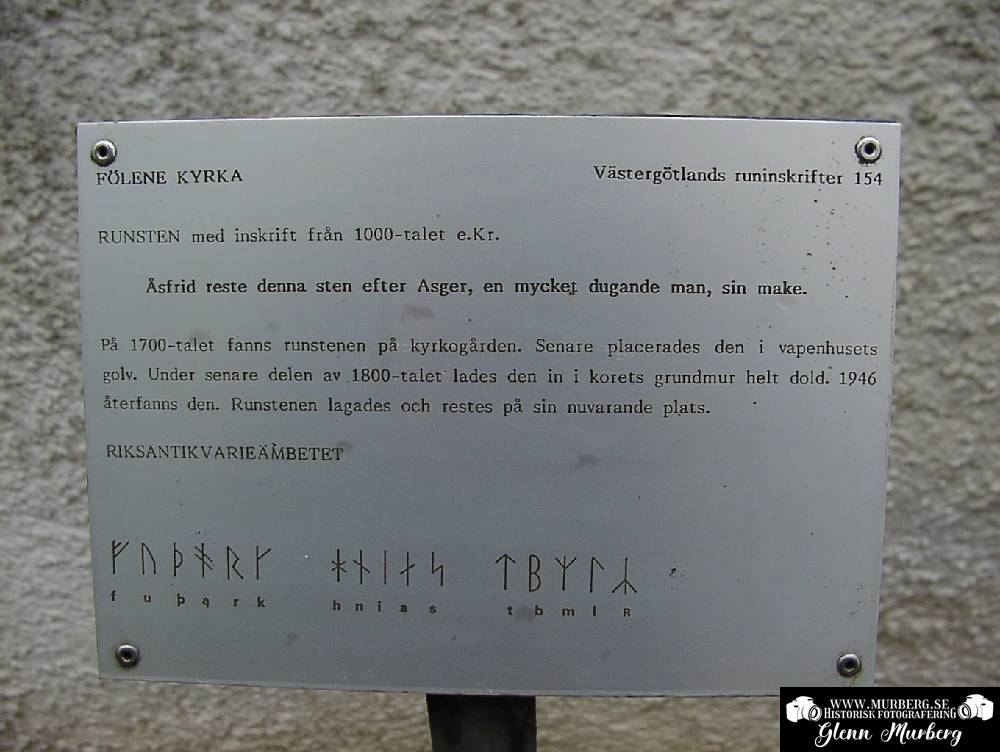 FÖLENE KYRKA
Västergötlands runinskrifter 154
RUNSTEN med inskrift från 1000-talet e.Kr.
Åsfrid reste denna sten efter Asger, en mycket dugande man, sin make.
På 1700-talet fanns runstenen på kyrkogården. Senare placerades den i vapenhusets
golv. Under senare delen av 1800-talet lades den in i korets grundmur helt dold. 1946
återfanns den. Runstenen lagades och restes på sin nuvarande plats.
RIKSANTIKVARIEÄMBETET
ᚠ ᚢ ᚦ ᚬ ᚱ ᚴ ᚼ ᚾ ᛁ ᛅ ᛋ ᛏ ᛒ ᛘ ᛚ ᛦ
f u þ ą r k h n i a s t b m l ʀ
WWW.MURBERG.SE
HISTORISK FOTOGRAFERING
Glenn Murberg